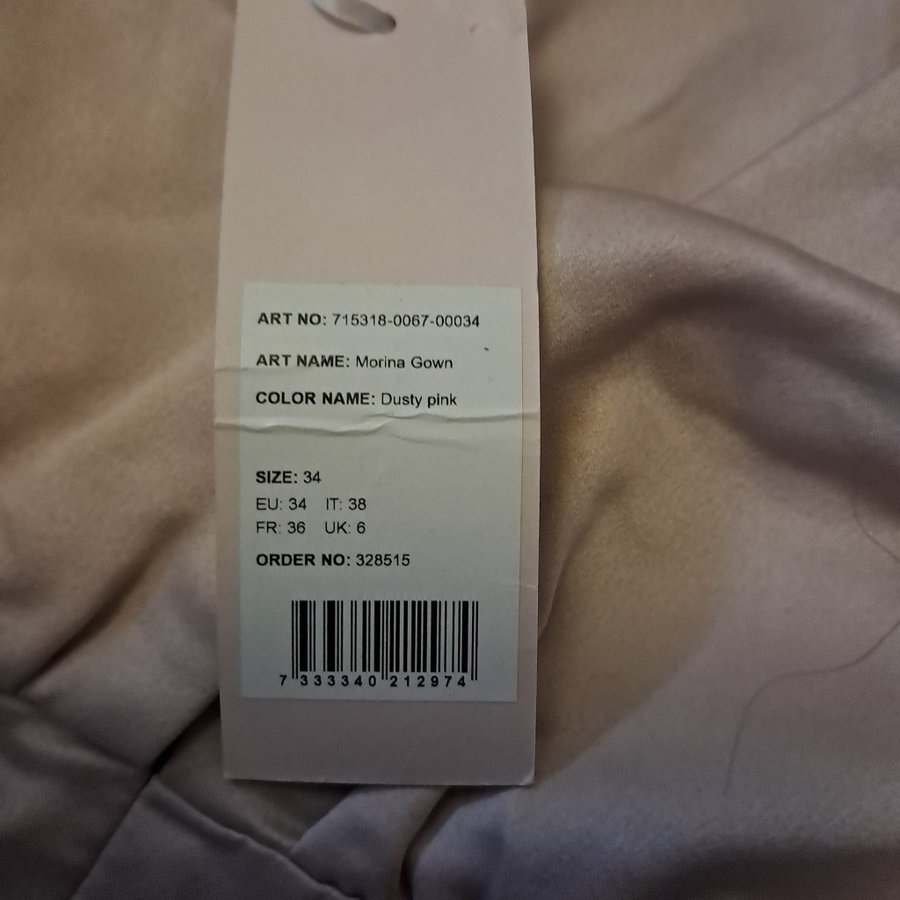 ART NO: 715318-0067-00034
ART NAME: Morina Gown
COLOR NAME: Dusty pink
SIZE: 34
EU: 34 IT: 38
FR: 36 UK: 6
ORDER NO: 328515
7 333340 212974